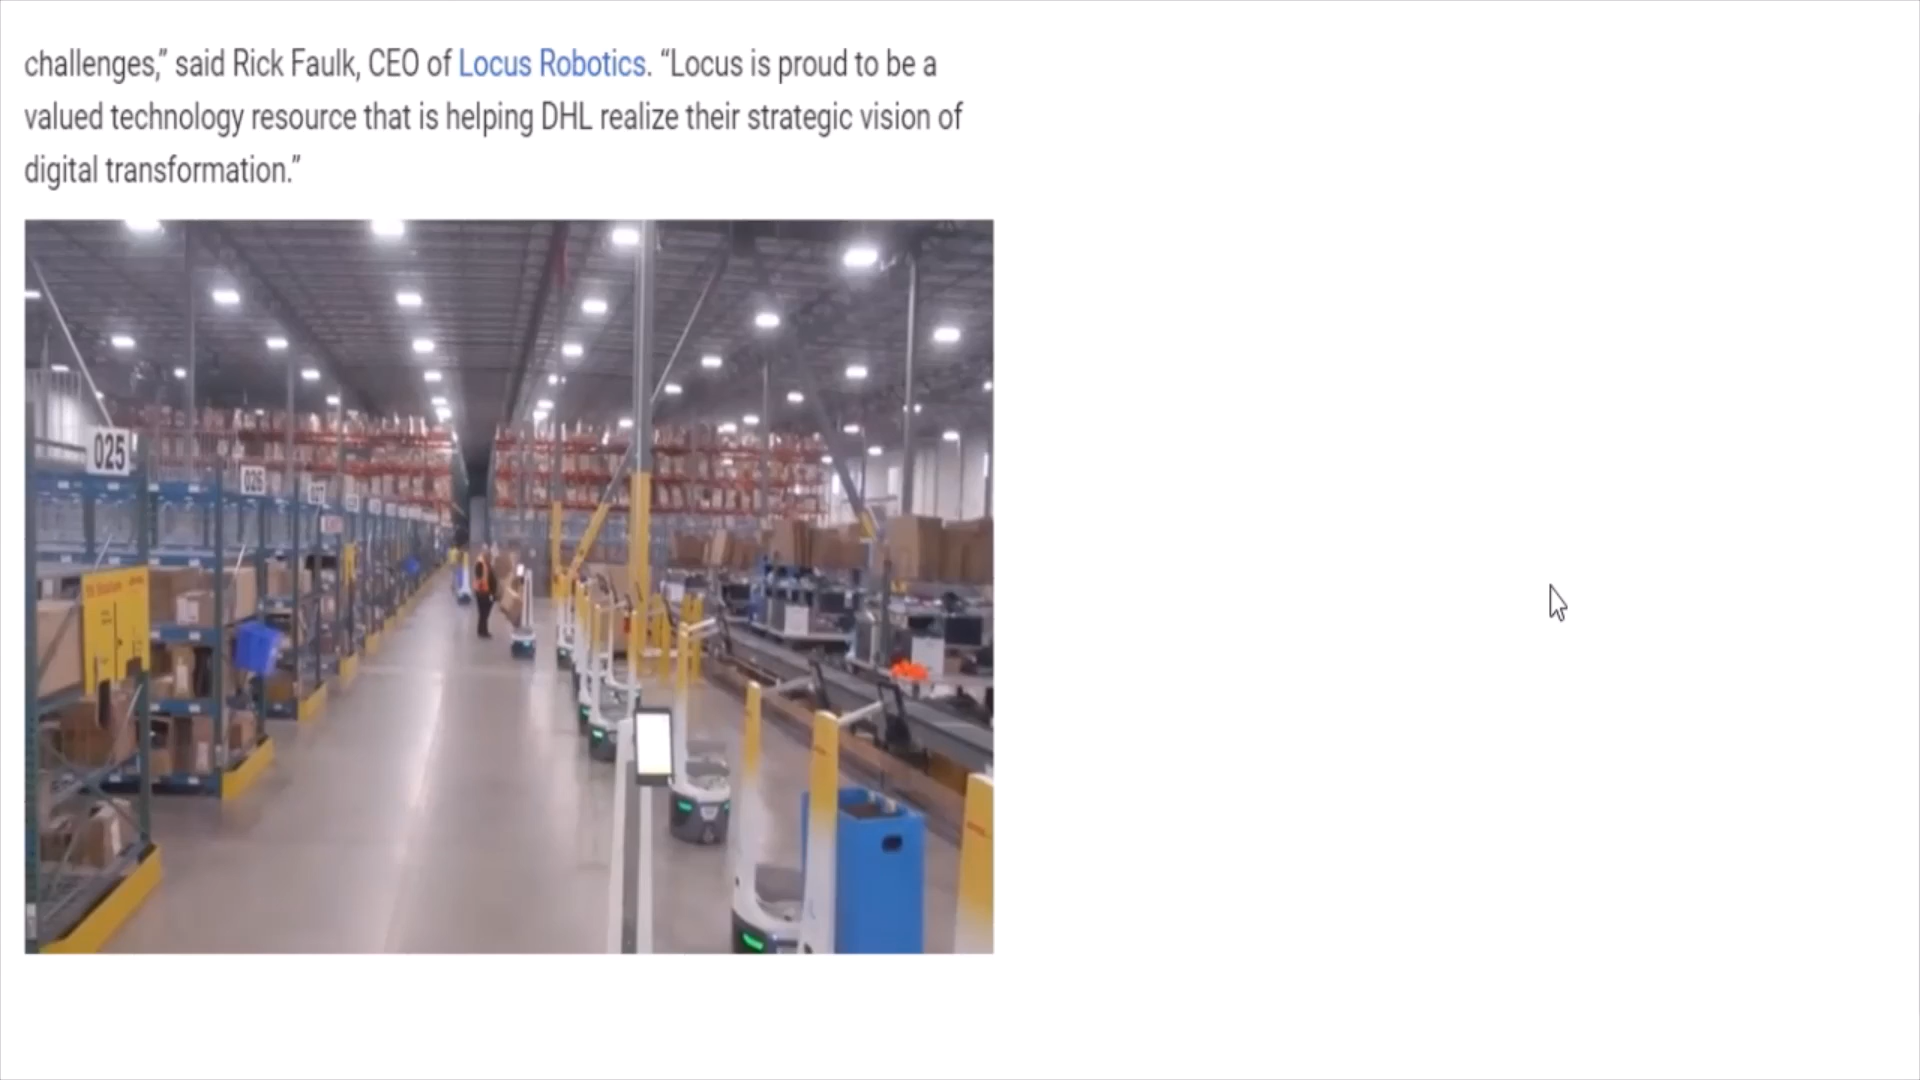 challenges,” said Rick Faulk, CEO of Locus Robotics. “Locus is proud to be a
valued technology resource that is helping DHL realize their strategic vision of
digital transformation.”
025
026